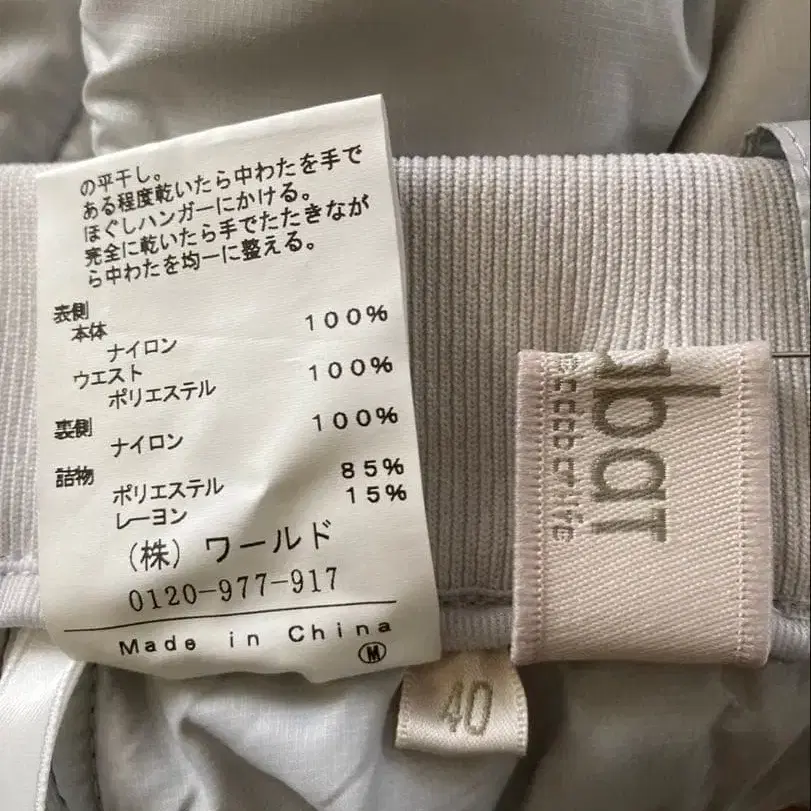 の平干し。
ある程度乾いたら中わたを手で
ほぐしハンガーにかける。
完全に乾いたら手でたたきなが
ら中わたを均一に整える。
表側
本体
ナイロン 100%
ウエスト
ポリエステル 100%
裏側
ナイロン 100%
詰物
ポリエステル 85%
レーヨン 15%
(株) ワールド
0120-977-917
Made in China
M
40